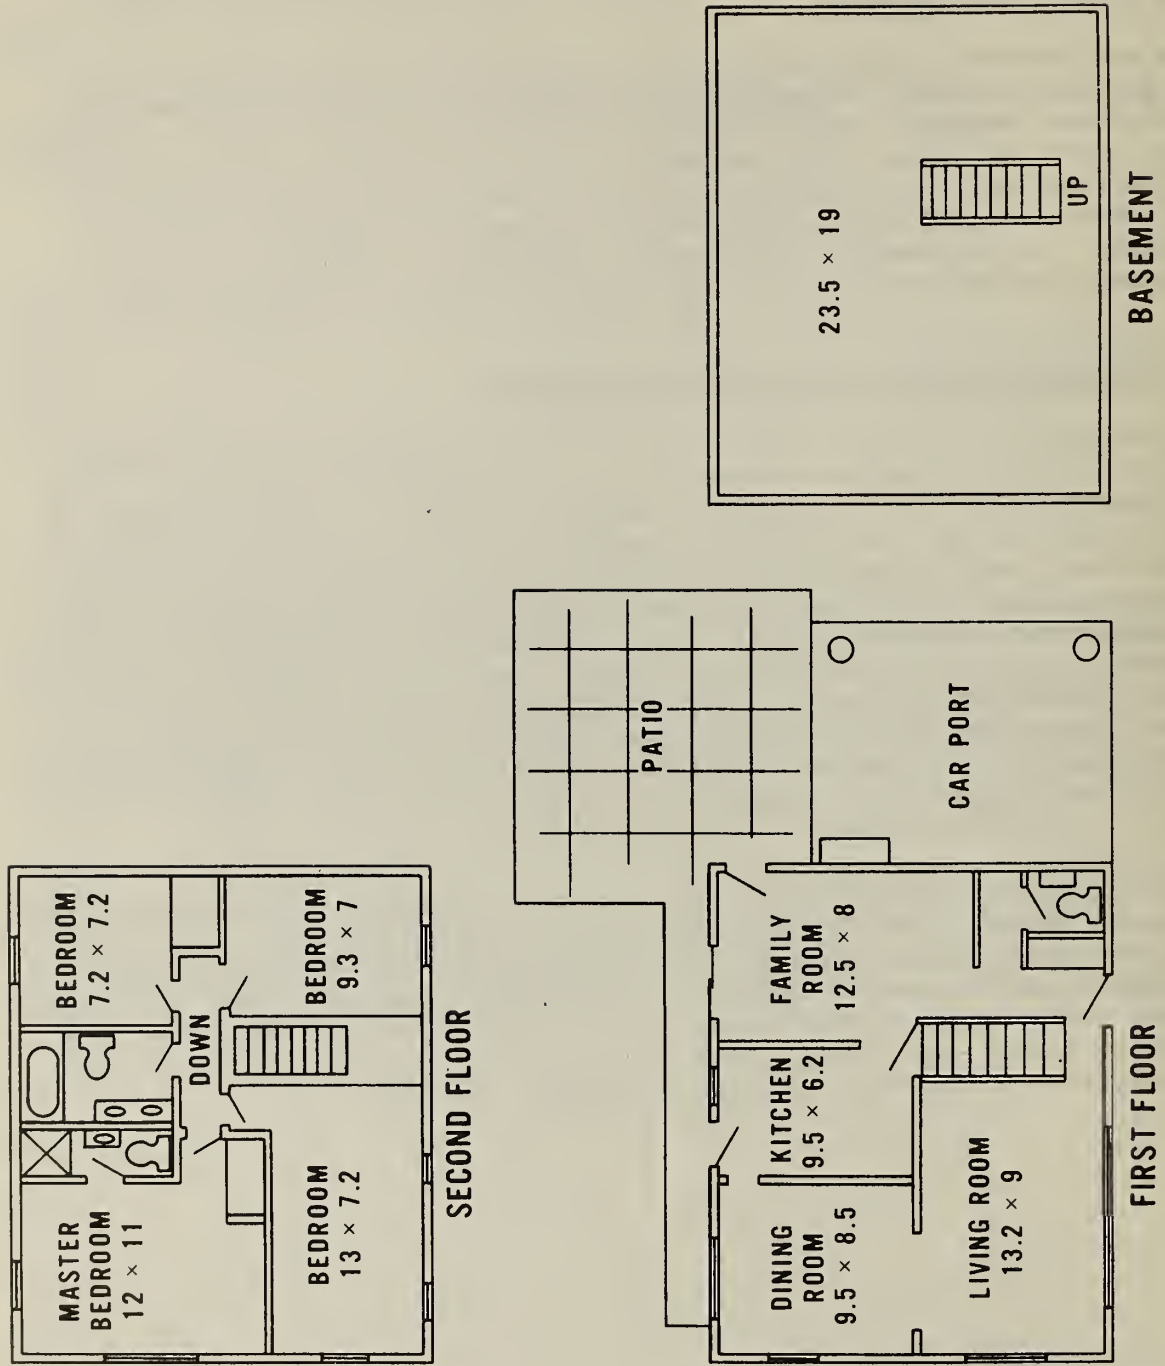 MASTER
BEDROOM
12 × 11
BEDROOM
7.2 × 7.2
DOWN
BEDROOM
13 × 7.2
BEDROOM
9.3 × 7
SECOND FLOOR
PATIO
DINING
ROOM
9.5 × 8.5
KITCHEN
9.5 × 6.2
FAMILY
ROOM
12.5 × 8
LIVING ROOM
13.2 × 9
CAR PORT
FIRST FLOOR
23.5 × 19
UP
BASEMENT